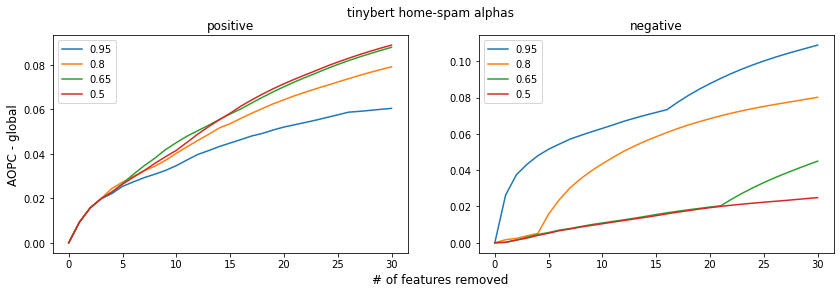 tinybert home-spam alphas
positive
negative
AOPC - global
0.95
0.8
0.65
0.5
0.08
0.06
0.04
0.02
0.00
0 5 10 15 20 25 30
0.95
0.8
0.65
0.5
0.10
0.08
0.06
0.04
0.02
0.00
0 5 10 15 20 25 30
# of features removed